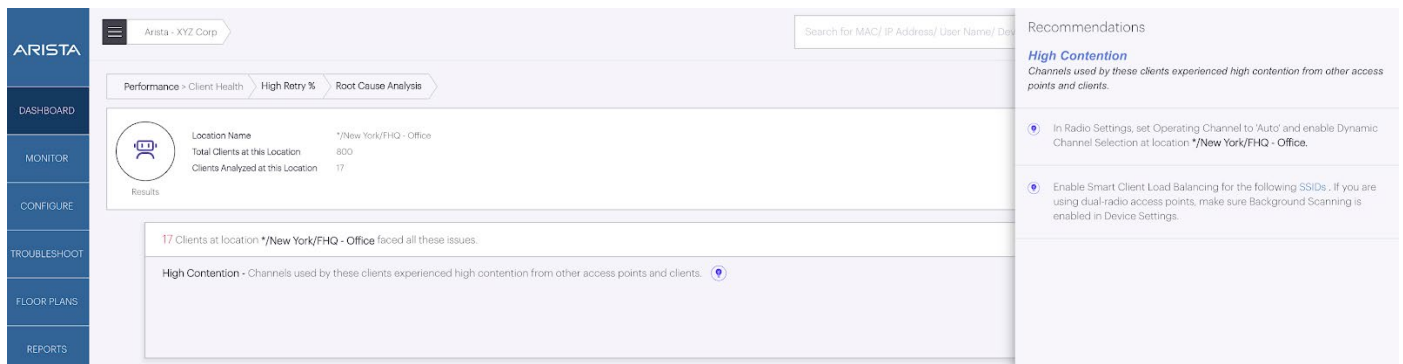 ARISTA
DASHBOARD
MONITOR
CONFIGURE
TROUBLESHOOT
FLOOR PLANS
REPORTS
Arista - XYZ Corp
Search for MAC/ IP Address/ User Name/ Dev
Performance > Client Health
High Retry %
Root Cause Analysis
Results
Location Name */New York/FHQ - Office
Total Clients at this Location 800
Clients Analyzed at this Location 17
17 Clients at location */New York/FHQ - Office faced all these issues.
High Contention - Channels used by these clients experienced high contention from other access points and clients.
Recommendations
High Contention
Channels used by these clients experienced high contention from other access
points and clients.
In Radio Settings, set Operating Channel to 'Auto' and enable Dynamic
Channel Selection at location */New York/FHQ - Office.
Enable Smart Client Load Balancing for the following SSIDs . If you are
using dual-radio access points, make sure Background Scanning is
enabled in Device Settings.